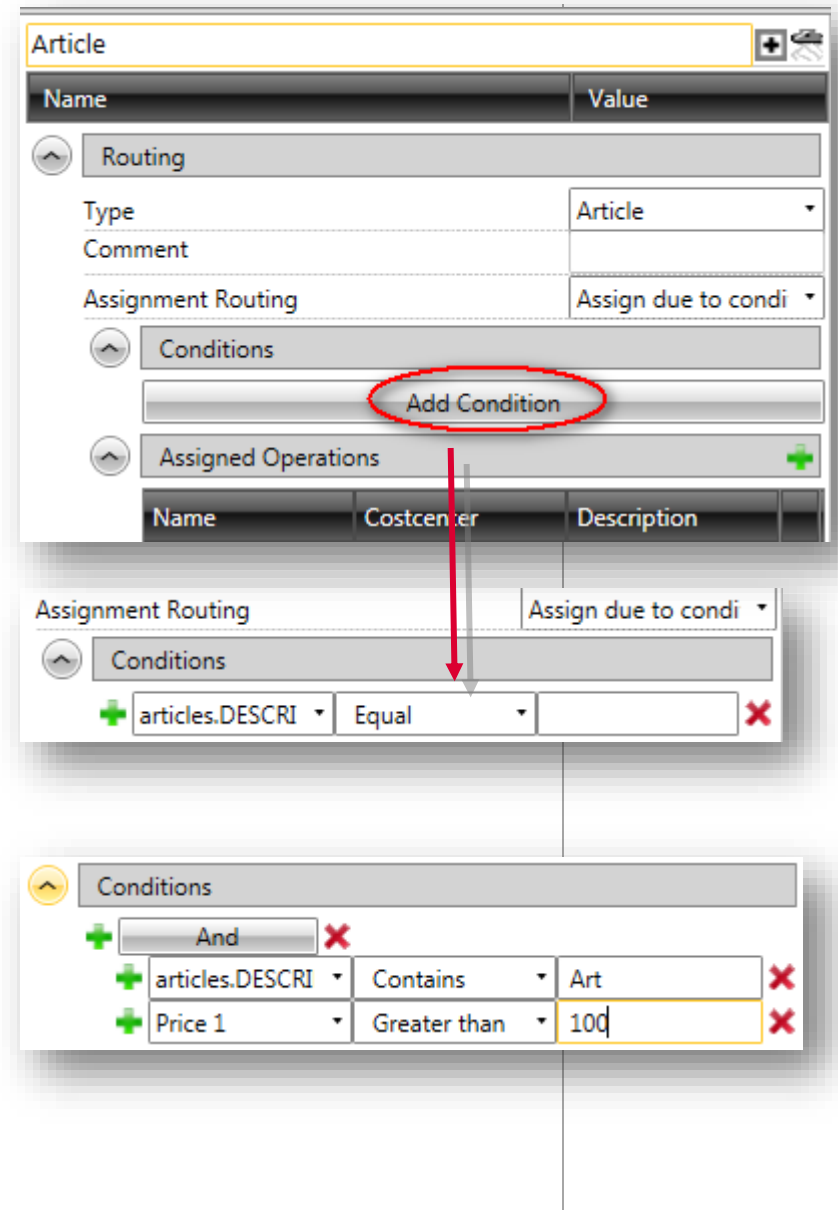 Article
Name Value
Routing
Type Article
Comment
Assignment Routing Assign due to condi
Conditions
Add Condition
Assigned Operations
Name Costcenter Description
Assignment Routing Assign due to condi
Conditions
articles.DESCRI Equal
Conditions
And
articles.DESCRI Contains Art
Price 1 Greater than 100